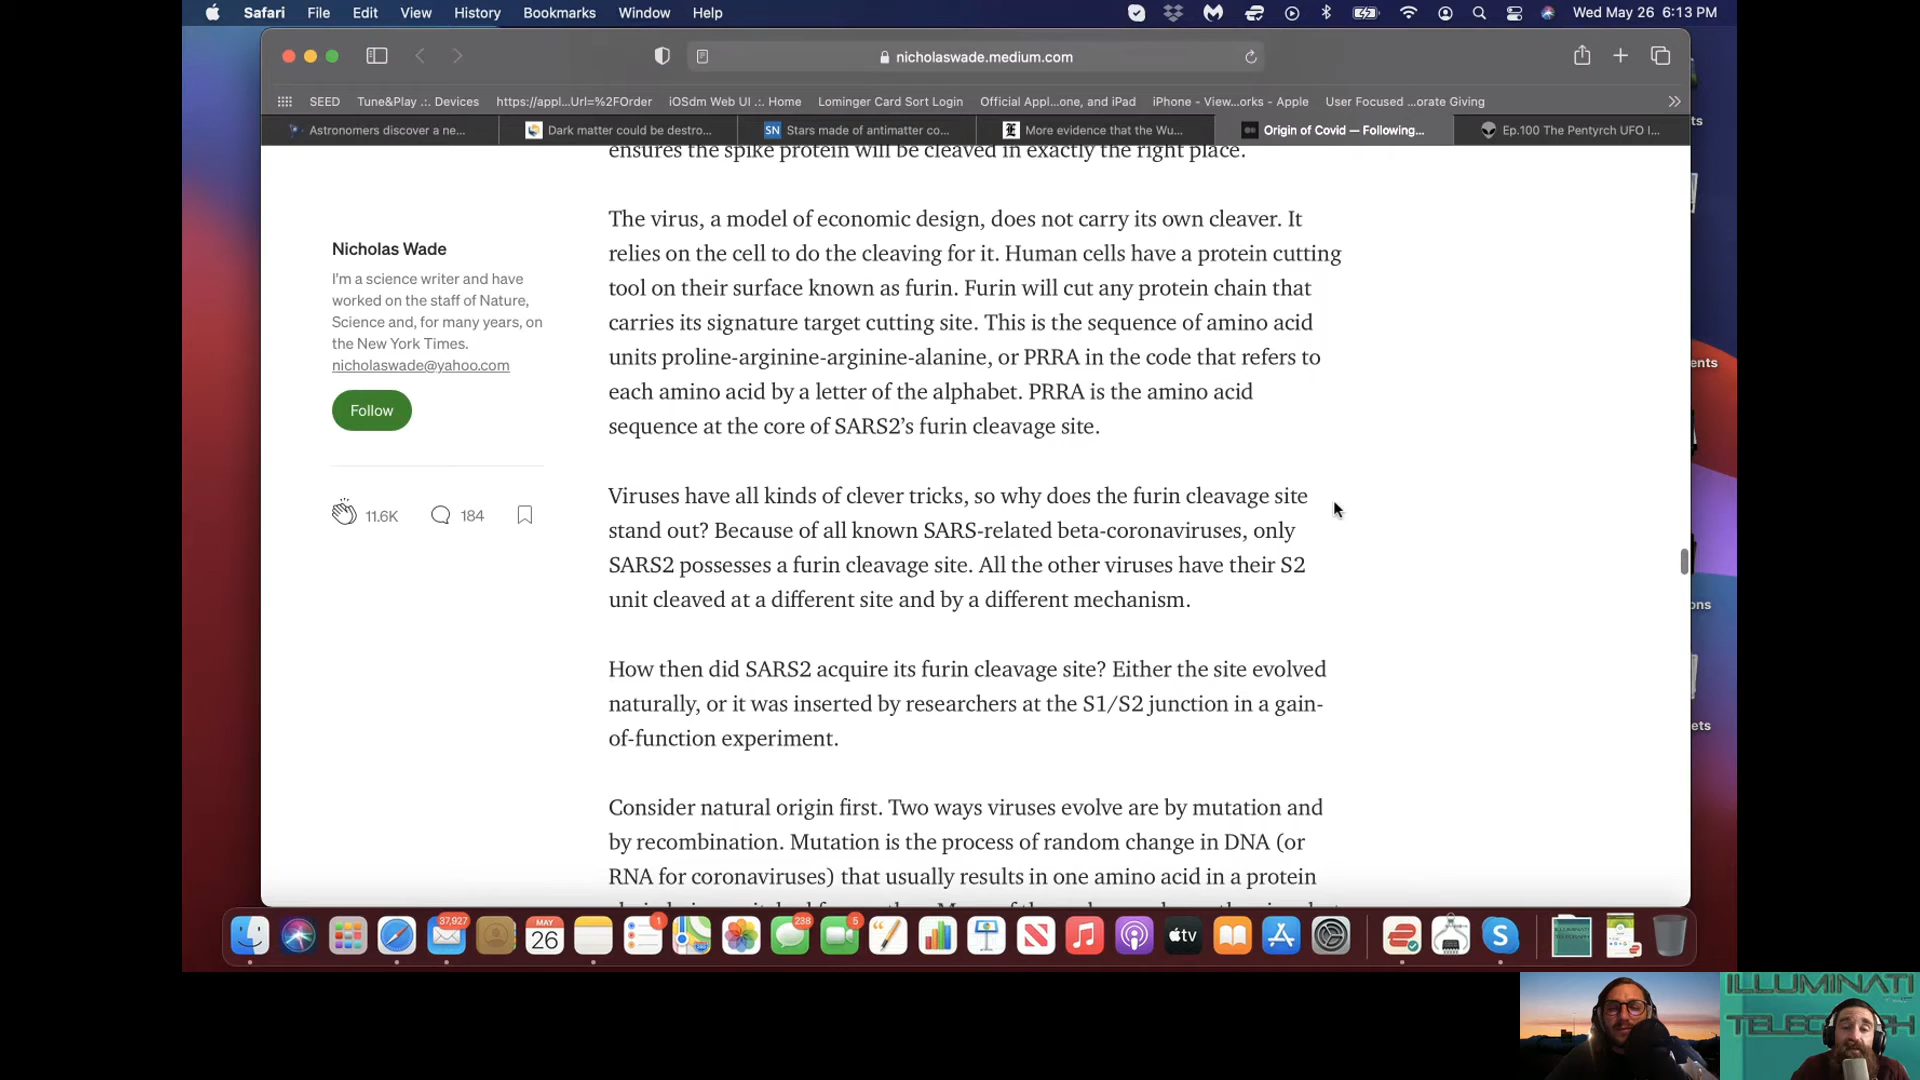 Safari File Edit View History Bookmarks Window Help Wed May 26 6:13 PM
nicholaswade.medium.com
SEED Tune&Play .:. Devices https://appl...Url=%2FOrder iOSdm Web UI .:. Home Lominger Card Sort Login Official Appl...one, and iPad iPhone - View...orks - Apple User Focused ...orate Giving
Astronomers discover a ne... Dark matter could be destro... SN Stars made of antimatter co... More evidence that the Wu... Origin of Covid — Following... Ep.100 The Pentyrch UFO I...
ensures the spike protein will be cleaved in exactly the right place.
The virus, a model of economic design, does not carry its own cleaver. It
relies on the cell to do the cleaving for it. Human cells have a protein cutting
tool on their surface known as furin. Furin will cut any protein chain that
carries its signature target cutting site. This is the sequence of amino acid
units proline-arginine-arginine-alanine, or PRRA in the code that refers to
each amino acid by a letter of the alphabet. PRRA is the amino acid
sequence at the core of SARS2’s furin cleavage site.
Viruses have all kinds of clever tricks, so why does the furin cleavage site
stand out? Because of all known SARS-related beta-coronaviruses, only
SARS2 possesses a furin cleavage site. All the other viruses have their S2
unit cleaved at a different site and by a different mechanism.
How then did SARS2 acquire its furin cleavage site? Either the site evolved
naturally, or it was inserted by researchers at the S1/S2 junction in a gain-
of-function experiment.
Consider natural origin first. Two ways viruses evolve are by mutation and
by recombination. Mutation is the process of random change in DNA (or
RNA for coronaviruses) that usually results in one amino acid in a protein
Nicholas Wade
I'm a science writer and have
worked on the staff of Nature,
Science and, for many years, on
the New York Times.
nicholaswade@yahoo.com
Follow
11.6K 184
ts
ents
ons
ets
37,927
MAY
26
1
238
5
tv
ILLUMINATI
TELEGRAPH